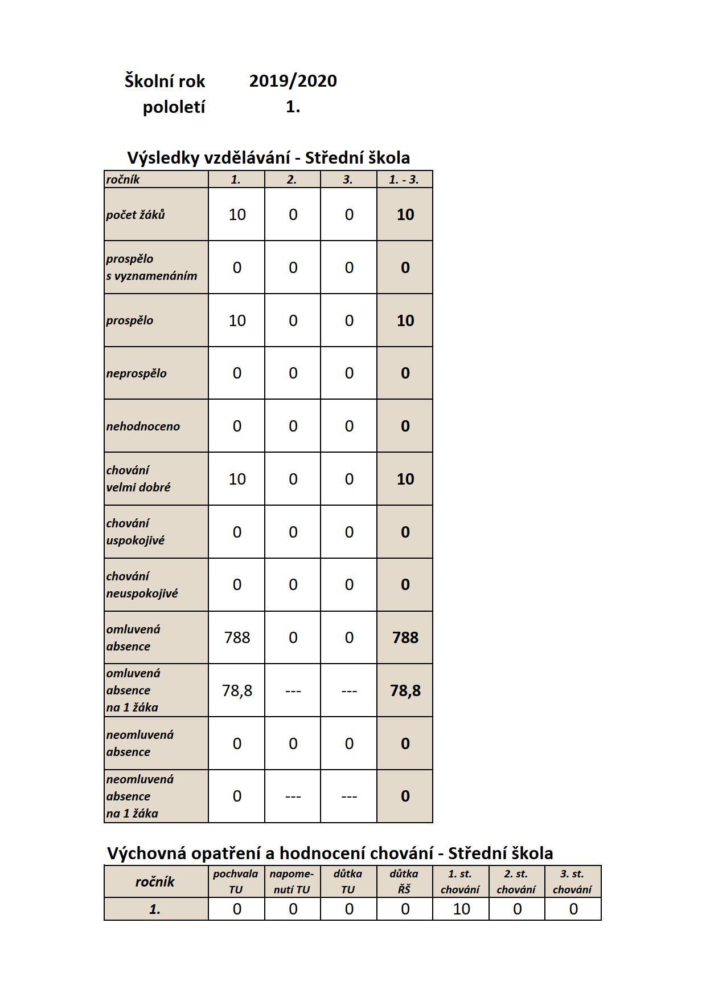 Školní rok 2019/2020
pololetí 1.
Výsledky vzdělávání - Střední škola
ročník 1. 2. 3. 1. - 3.
počet žáků 10 0 0 10
prospělo
s vyznamenáním 0 0 0 0
prospělo 10 0 0 10
neprospělo 0 0 0 0
nehodnoceno 0 0 0 0
chování
velmi dobré 10 0 0 10
chování
uspokojivé 0 0 0 0
chování
neuspokojivé 0 0 0 0
omluvená
absence 788 0 0 788
omluvená
absence
na 1 žáka 78,8 --- --- 78,8
neomluvená
absence 0 0 0 0
neomluvená
absence
na 1 žáka 0 --- --- 0
Výchovná opatření a hodnocení chování - Střední škola
ročník pochvala TU napome- nutí TU důtka TU důtka ŘŠ 1. st. chování 2. st. chování 3. st. chování
1. 0 0 0 0 10 0 0